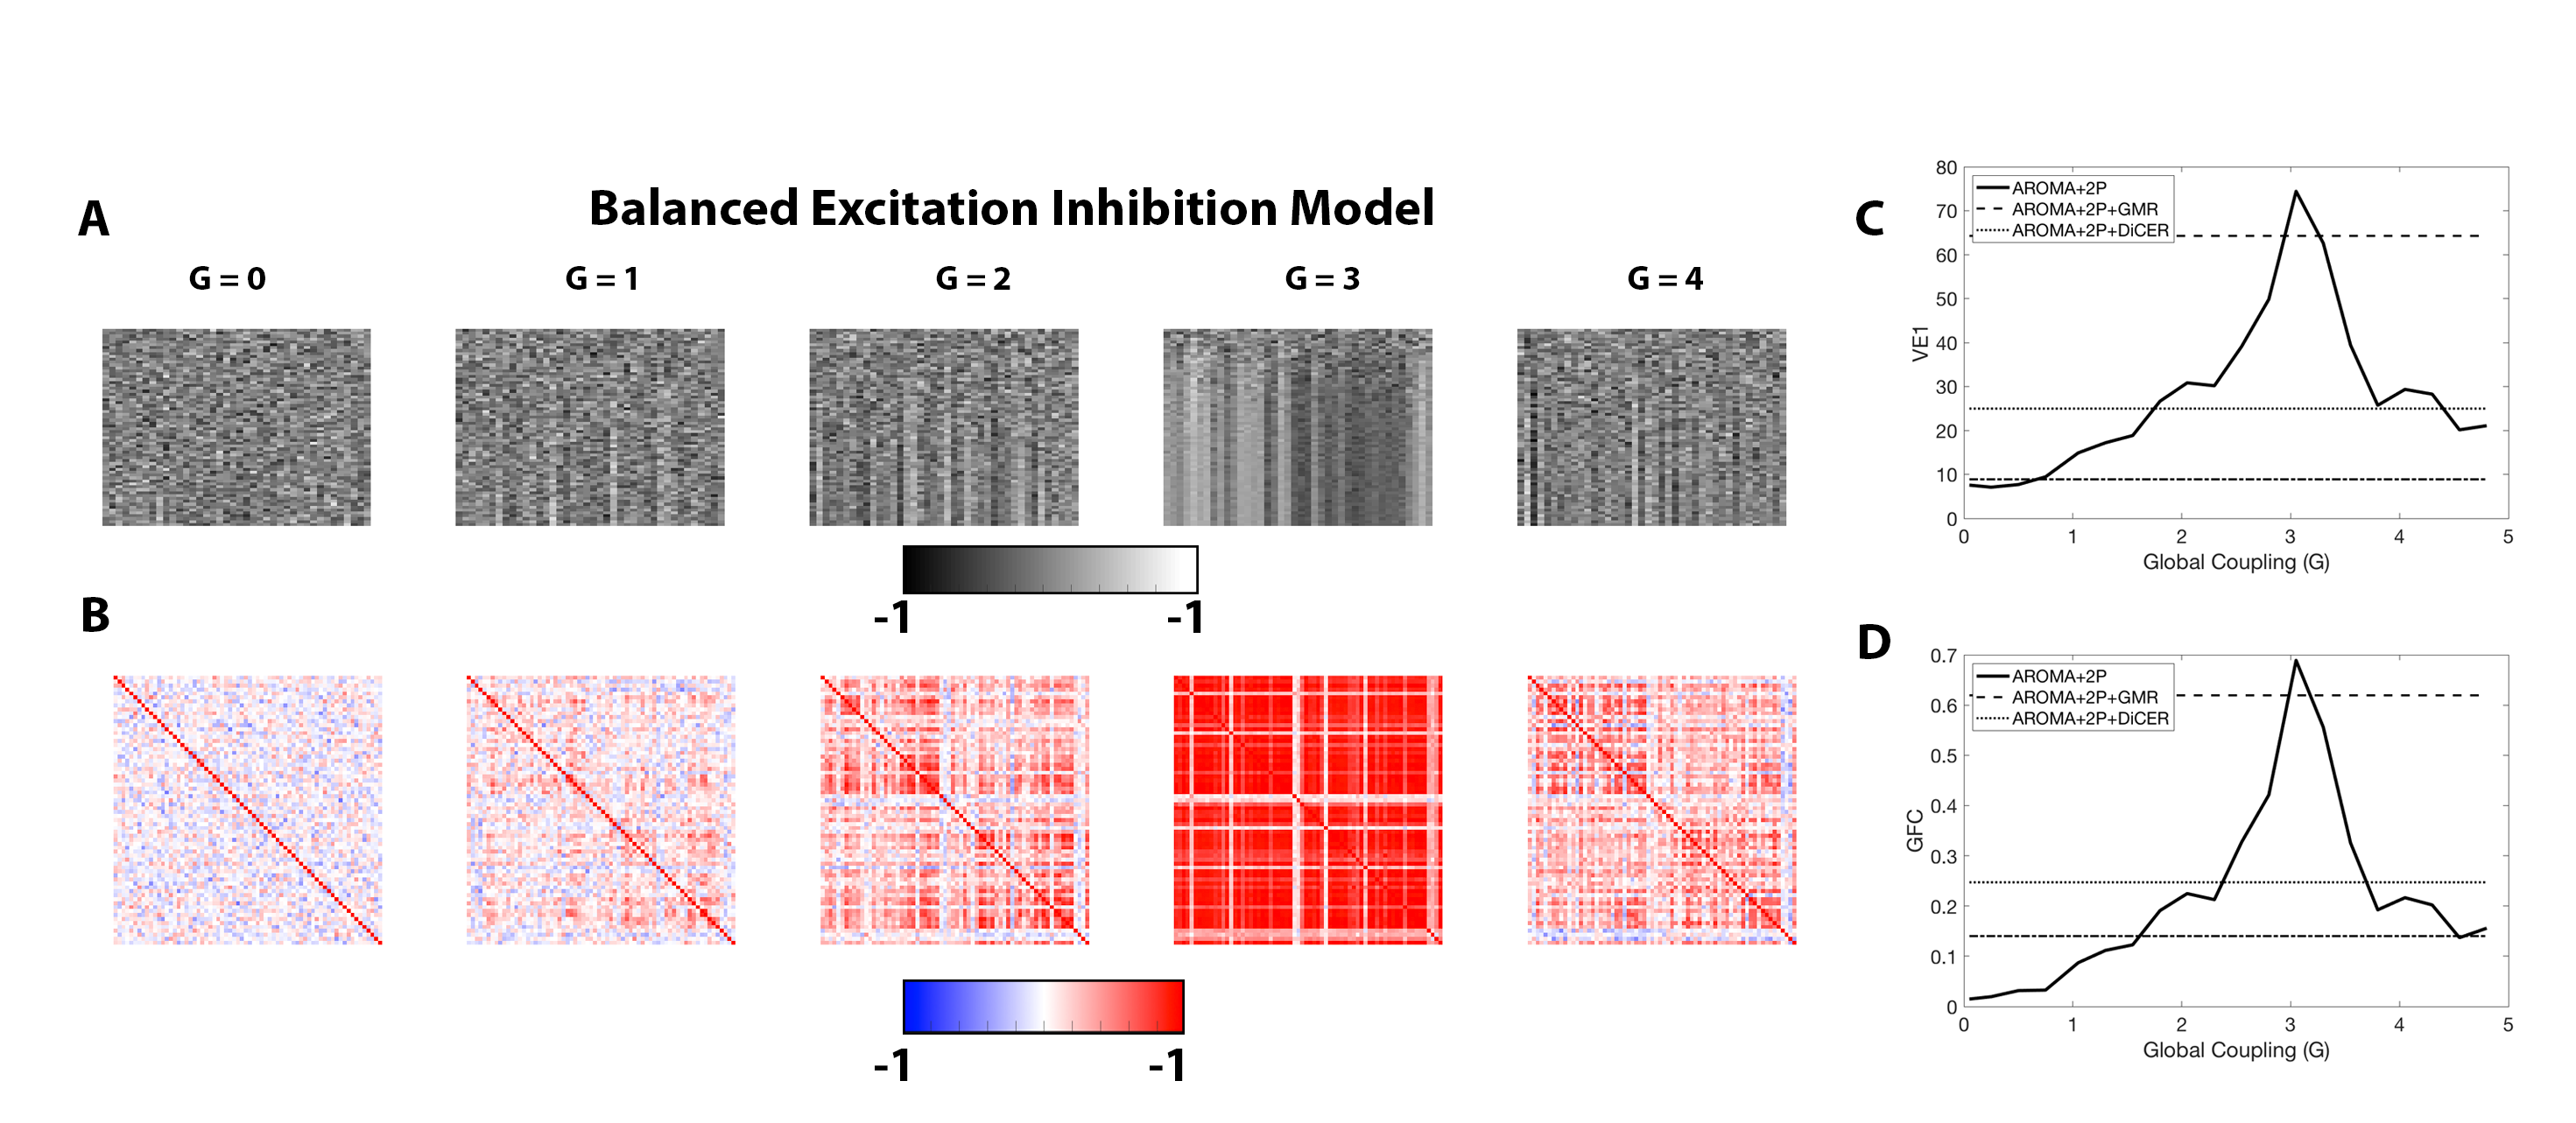 Balanced Excitation Inhibition Model
A
G = 0
G = 1
G = 2
G = 3
G = 4
-1
-1
B
-1
-1
C
80
70
60
50
40
30
20
10
0
VE1
AROMA+2P
AROMA+2P+GMR
AROMA+2P+DiCER
0 1 2 3 4 5
Global Coupling (G)
D
0.7
0.6
0.5
0.4
0.3
0.2
0.1
0
GFC
AROMA+2P
AROMA+2P+GMR
AROMA+2P+DiCER
0 1 2 3 4 5
Global Coupling (G)